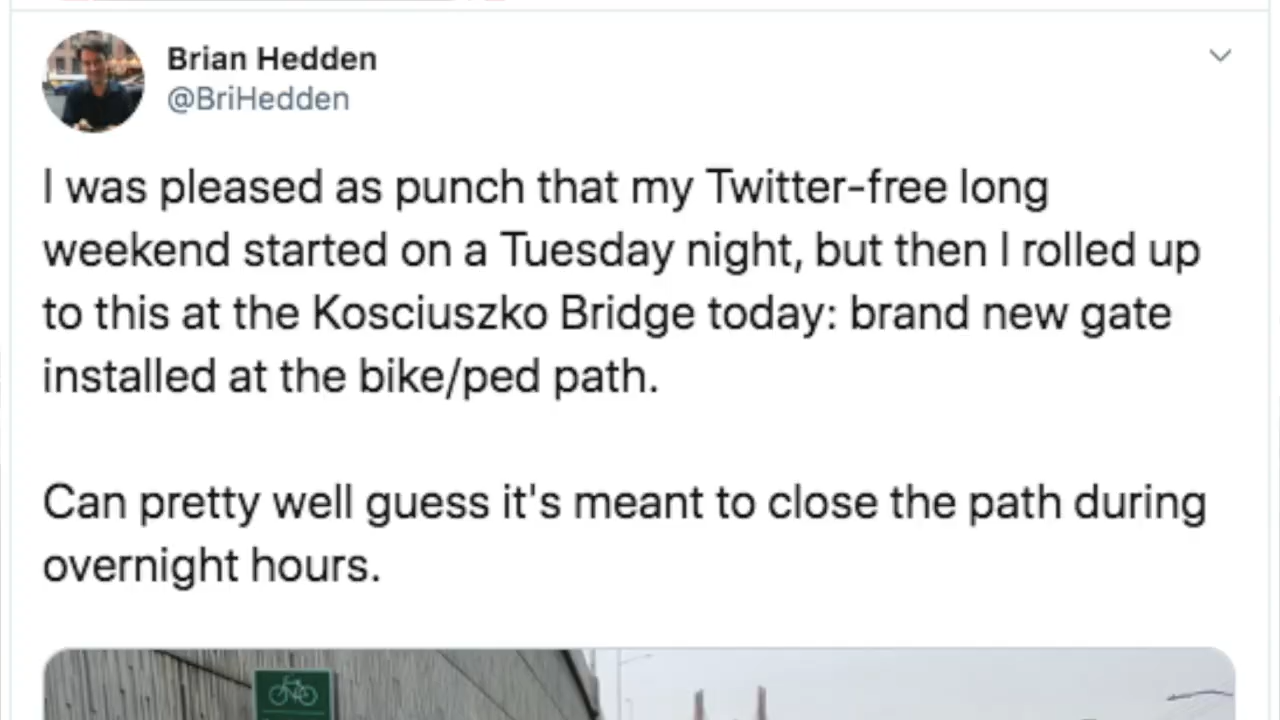 Brian Hedden
@BriHedden
I was pleased as punch that my Twitter-free long
weekend started on a Tuesday night, but then I rolled up
to this at the Kosciuszko Bridge today: brand new gate
installed at the bike/ped path.
Can pretty well guess it's meant to close the path during
overnight hours.